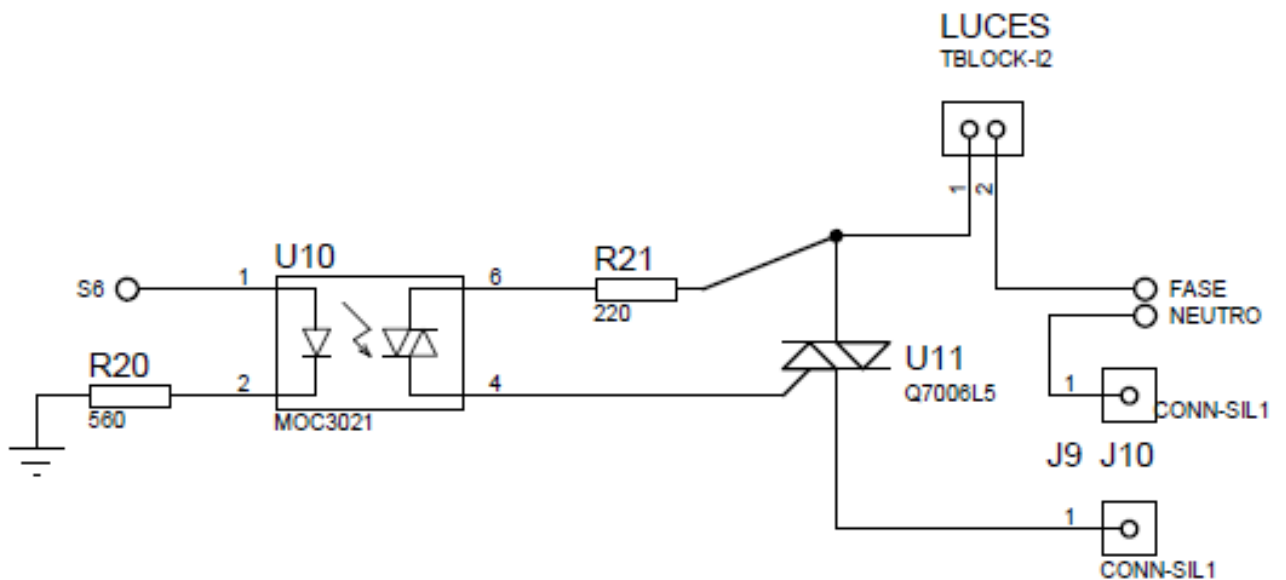 LUCES
TBLOCK-I2
1
2
U10
S6
1
6
R21
220
FASE
NEUTRO
R20
560
2
4
MOC3021
U11
Q7006L5
1
CONN-SIL1
J9 J10
1
CONN-SIL1